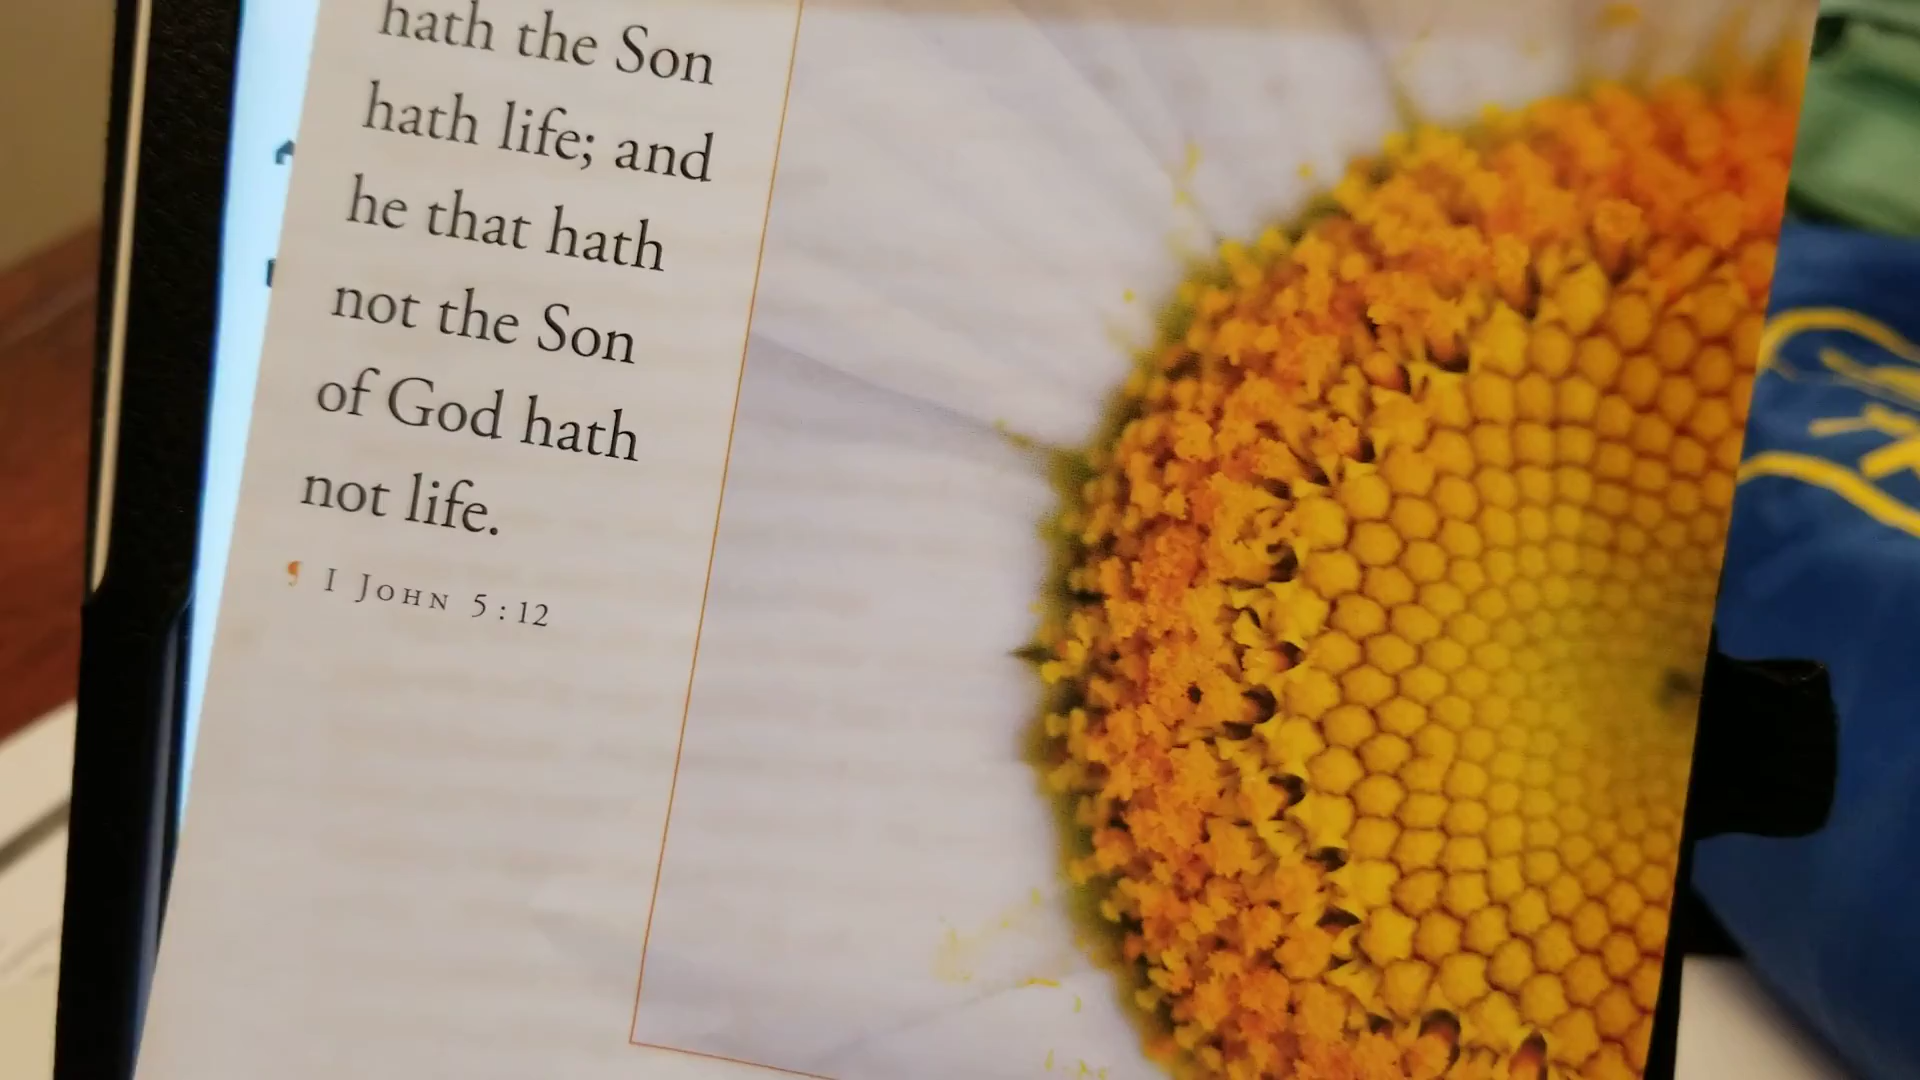 hath the Son
hath life; and
he that hath
not the Son
of God hath
not life.
¶ I JOHN 5:12